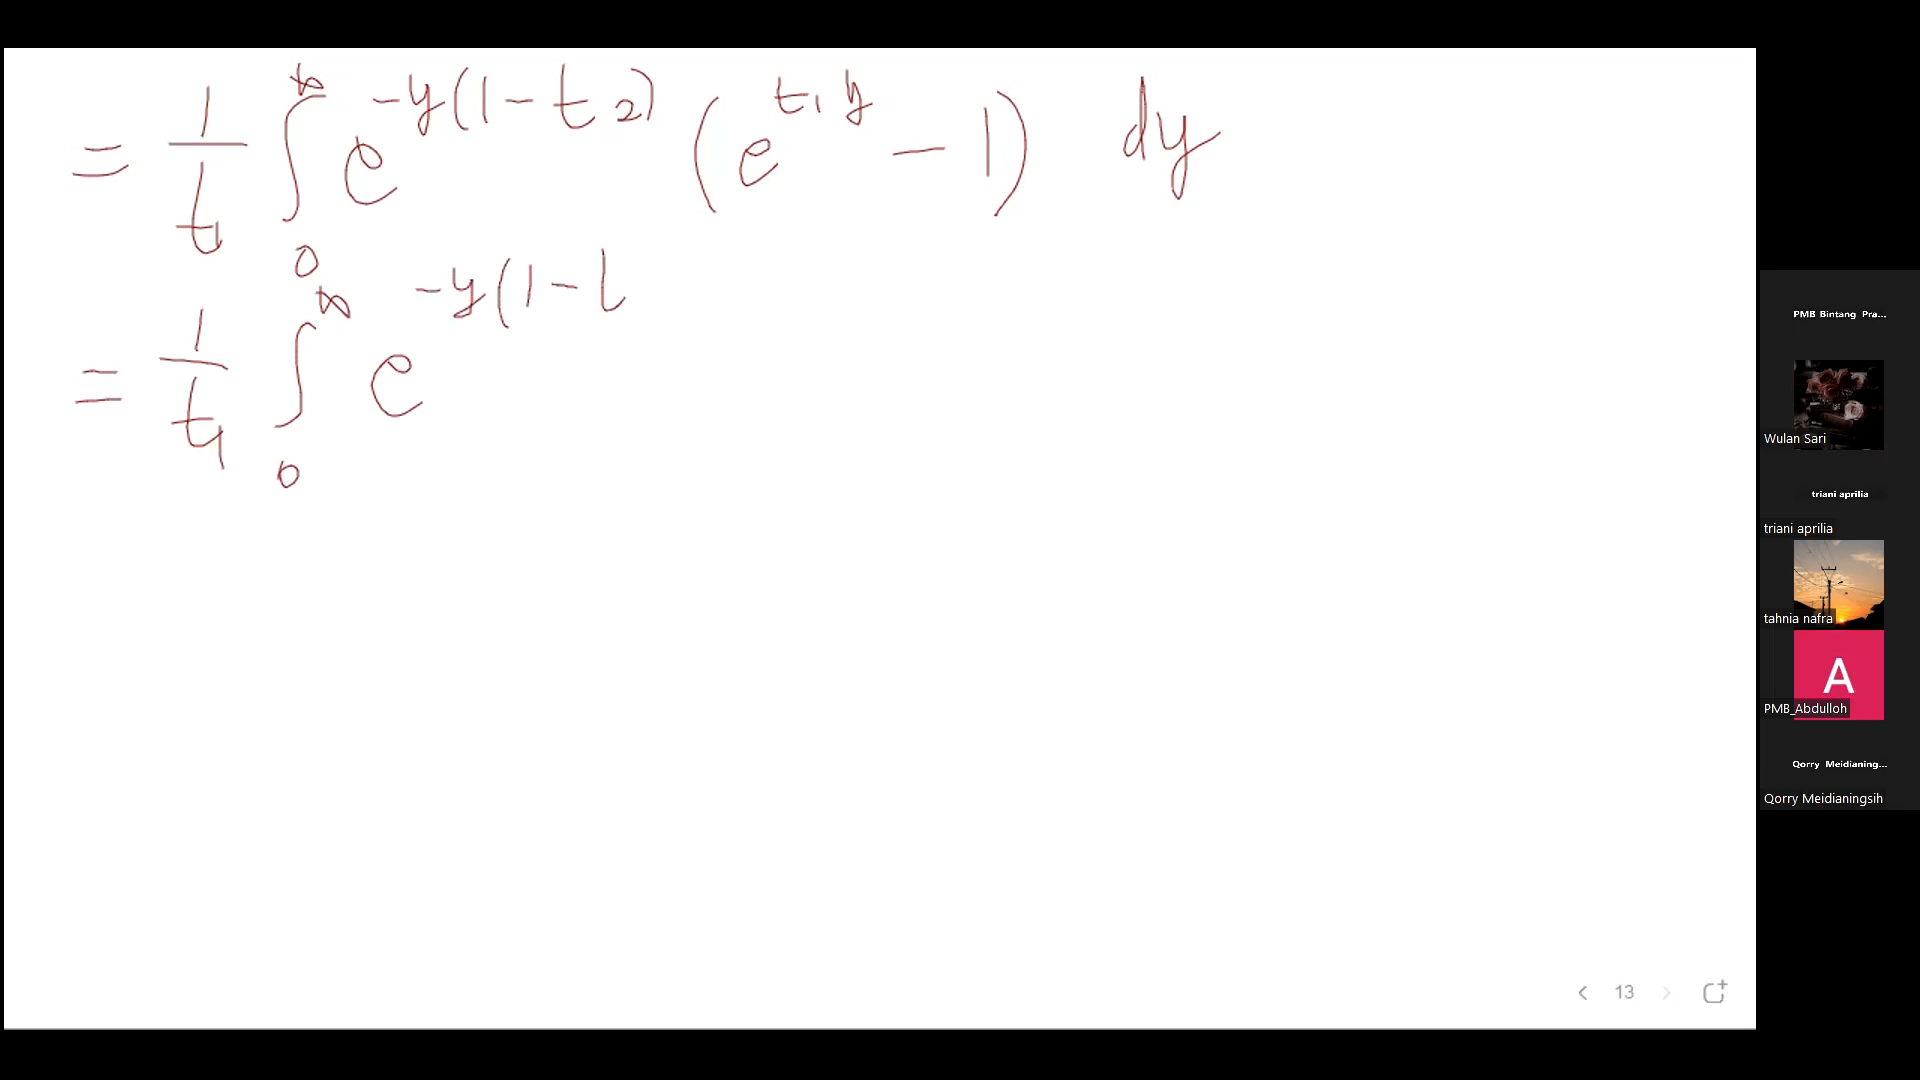 = 1/t₁ ∫₀^∞ e^{-y(1-t₂)} (e^{t₁y} - 1) dy
= 1/t₁ ∫₀^∞ e^{-y(1-t
PMB Bintang Pra...
Wulan Sari
triani aprilia
triani aprilia
tahnia nafra
A
PMB_Abdulloh
Qorry Meidianing...
Qorry Meidianingsih
< 13 >